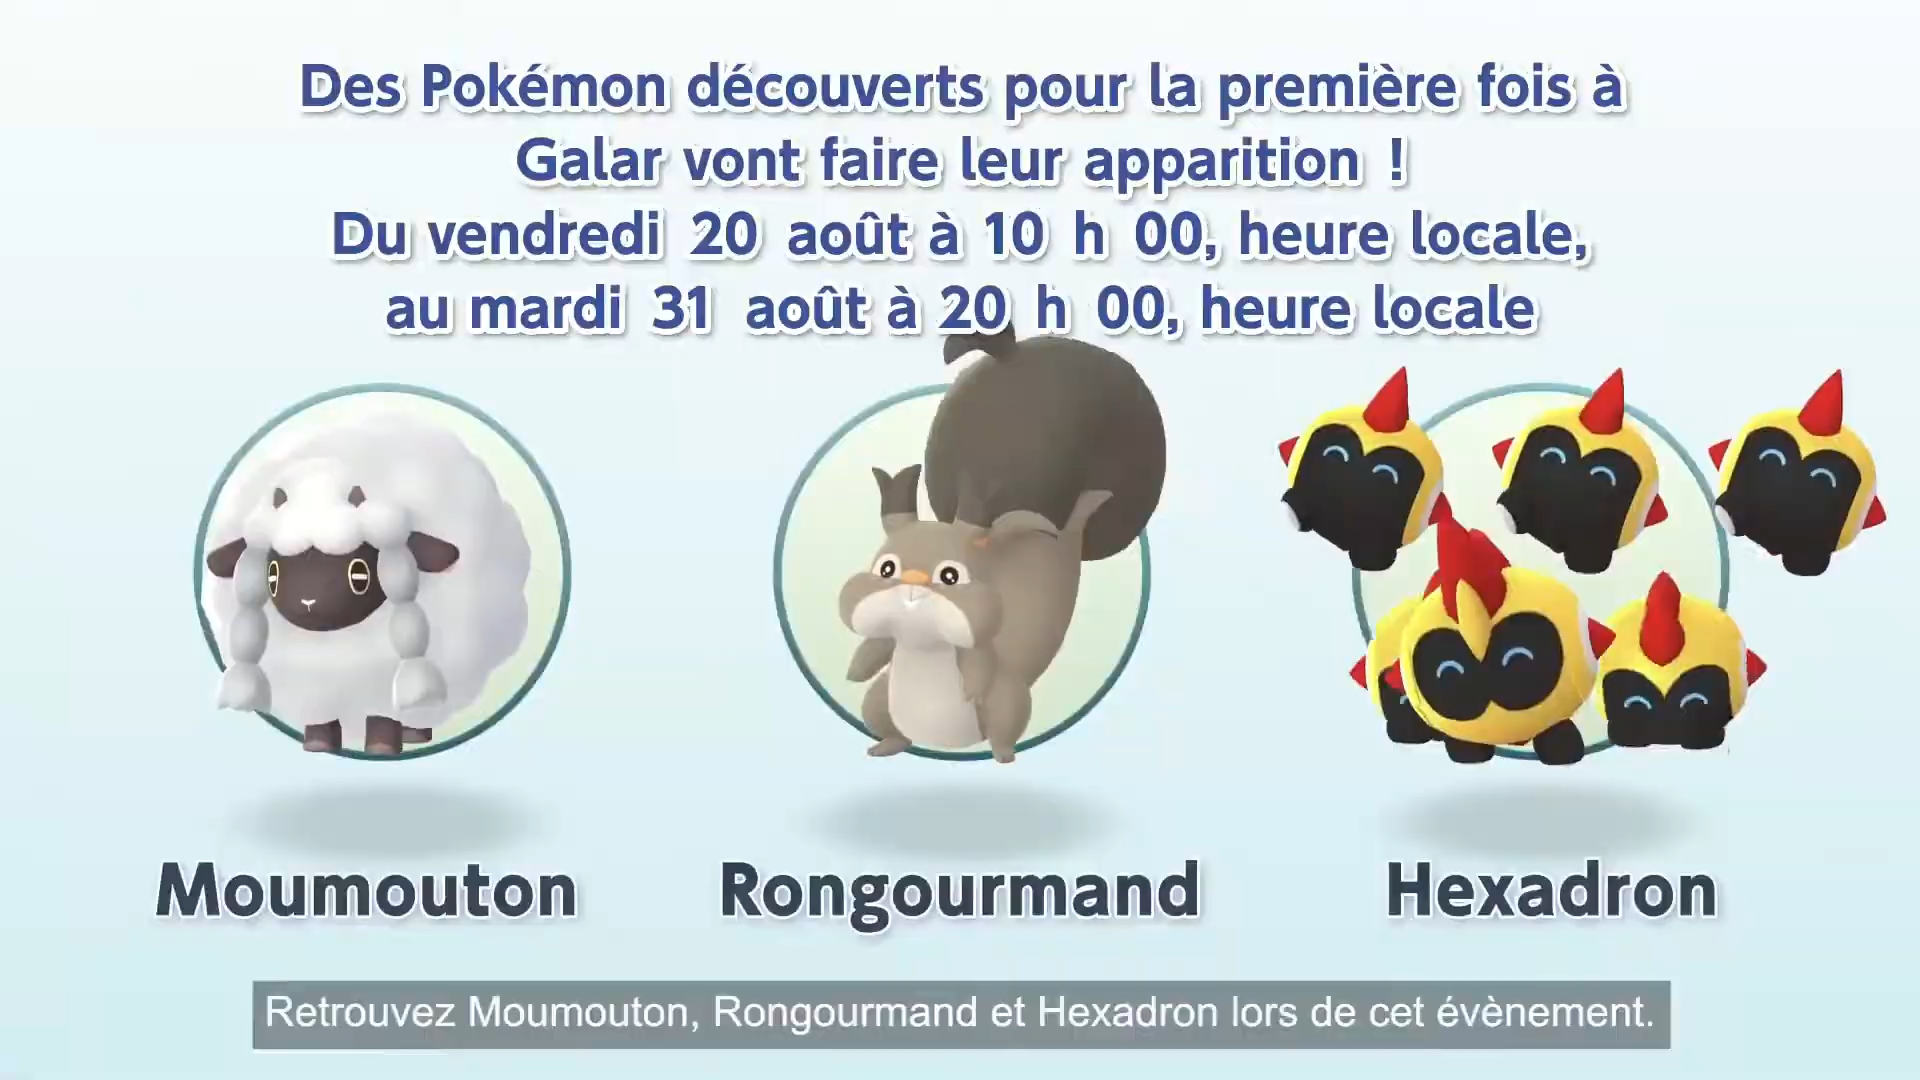 Des Pokémon découverts pour la première fois à
Galar vont faire leur apparition !
Du vendredi 20 août à 10 h 00, heure locale,
au mardi 31 août à 20 h 00, heure locale
Moumouton
Rongourmand
Hexadron
Retrouvez Moumouton, Rongourmand et Hexadron lors de cet évènement.